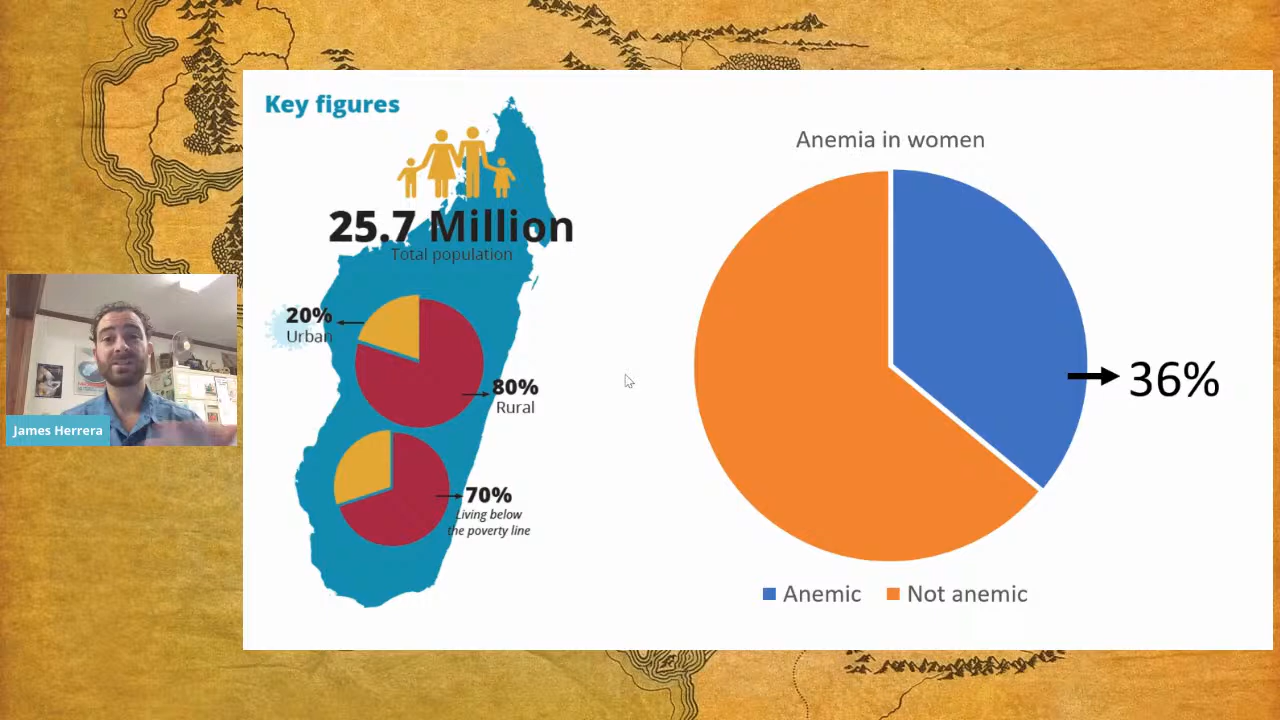 Key figures
25.7 Million
Total population
20%
Urban
80%
Rural
70%
Living below
the poverty line
Anemia in women
36%
Anemic
Not anemic
James Herrera